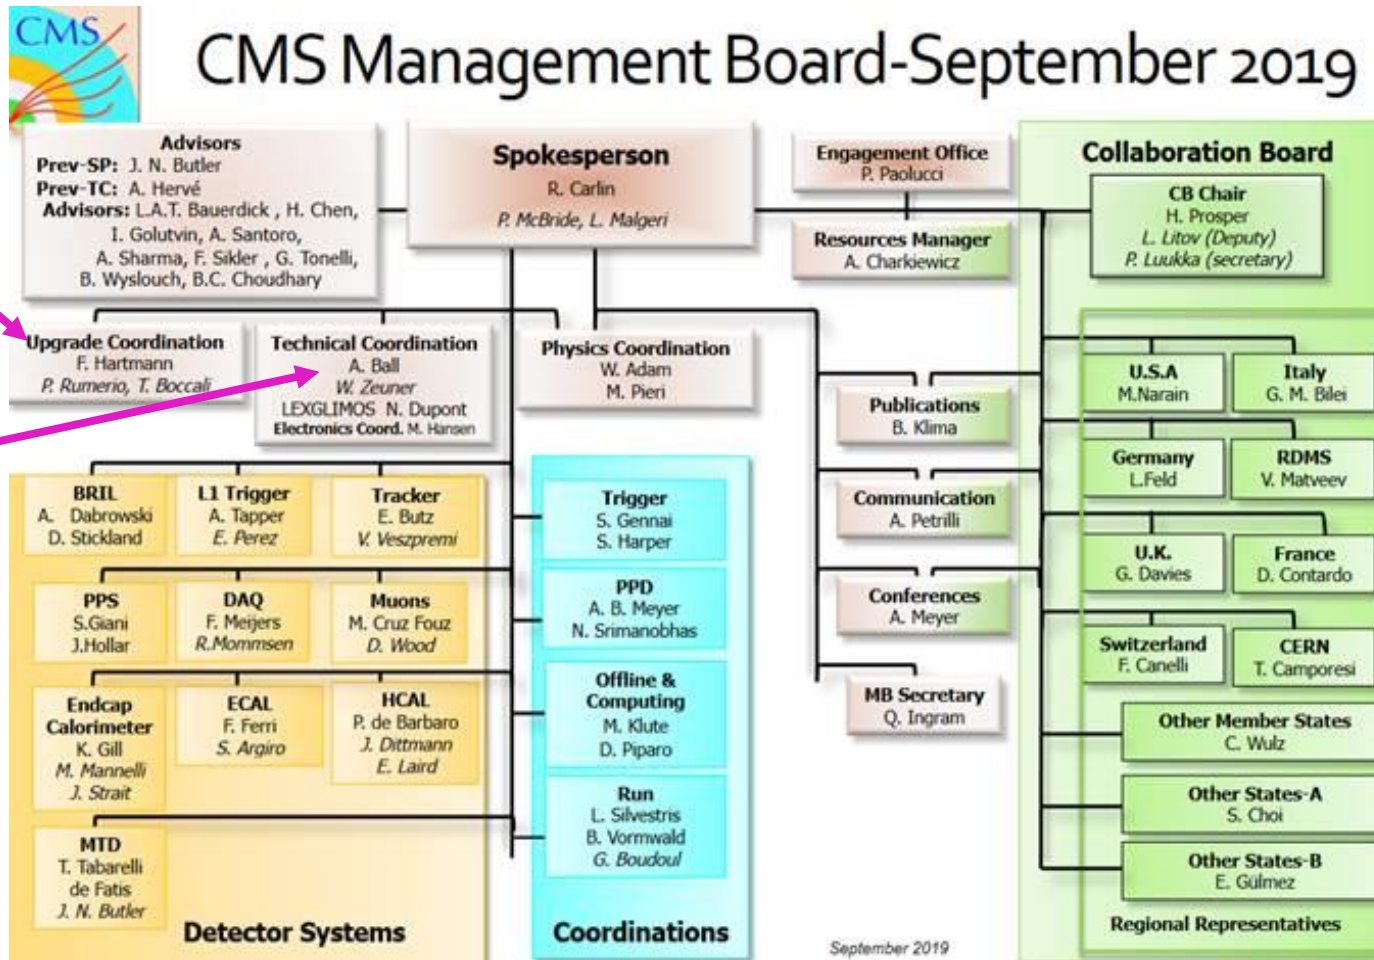 CMS
CMS Management Board-September 2019
Advisors
Prev-SP: J. N. Butler
Prev-TC: A. Hervé
Advisors: L.A.T. Bauerdick , H. Chen,
I. Golutvin, A. Santoro,
A. Sharma, F. Sikler , G. Tonelli,
B. Wyslouch, B.C. Choudhary
Spokesperson
R. Carlin
P. McBride, L. Malgeri
Engagement Office
P. Paolucci
Resources Manager
A. Charkiewicz
Collaboration Board
CB Chair
H. Prosper
L. Litov (Deputy)
P. Luukka (secretary)
Upgrade Coordination
F. Hartmann
P. Rumerio, T. Boccali
Technical Coordination
A. Ball
W. Zeuner
LEXGLIMOS N. Dupont
Electronics Coord. M. Hansen
Physics Coordination
W. Adam
M. Pieri
Publications
B. Klima
Communication
A. Petrilli
Conferences
A. Meyer
MB Secretary
Q. Ingram
U.S.A
M.Narain
Italy
G. M. Bilei
Germany
L.Feld
RDMS
V. Matveev
U.K.
G. Davies
France
D. Contardo
Switzerland
F. Canelli
CERN
T. Camporesi
Other Member States
C. Wulz
Other States-A
S. Choi
Other States-B
E. Gülmez
Regional Representatives
BRIL
A. Dabrowski
D. Stickland
L1 Trigger
A. Tapper
E. Perez
Tracker
E. Butz
V. Veszpremi
PPS
S.Giani
J.Hollar
DAQ
F. Meijers
R.Mommsen
Muons
M. Cruz Fouz
D. Wood
Endcap
Calorimeter
K. Gill
M. Mannelli
J. Strait
ECAL
F. Ferri
S. Argiro
HCAL
P. de Barbaro
J. Dittmann
E. Laird
MTD
T. Tabarelli
de Fatis
J. N. Butler
Detector Systems
Trigger
S. Gennai
S. Harper
PPD
A. B. Meyer
N. Srimanobhas
Offline &
Computing
M. Klute
D. Piparo
Run
L. Silvestris
B. Vormwald
G. Boudoul
Coordinations
September 2019